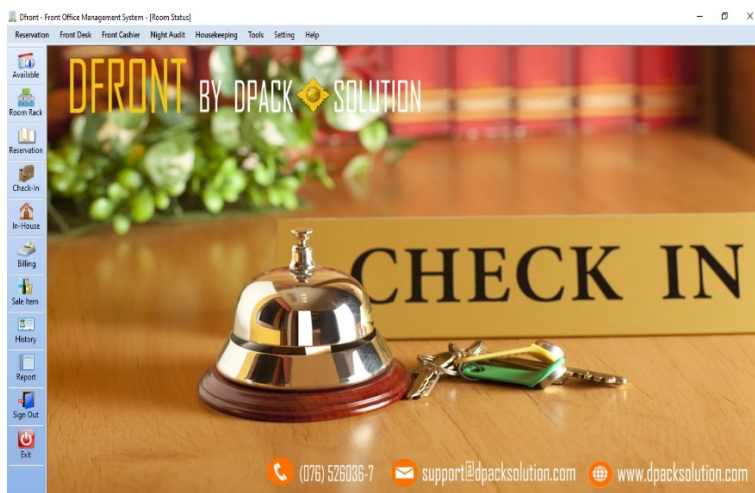 Dfront - Front Office Management System - [Room Status]
Reservation Front Desk Front Cashier Night Audit Housekeeping Tools Setting Help
Available
Room Rack
Reservation
Check-In
In-House
Billing
Sale Item
History
Report
Sign Out
Exit
DFRONT BY DPACK SOLUTION
CHECK IN
(076) 526036-7 support@dpacksolution.com www.dpacksolution.com